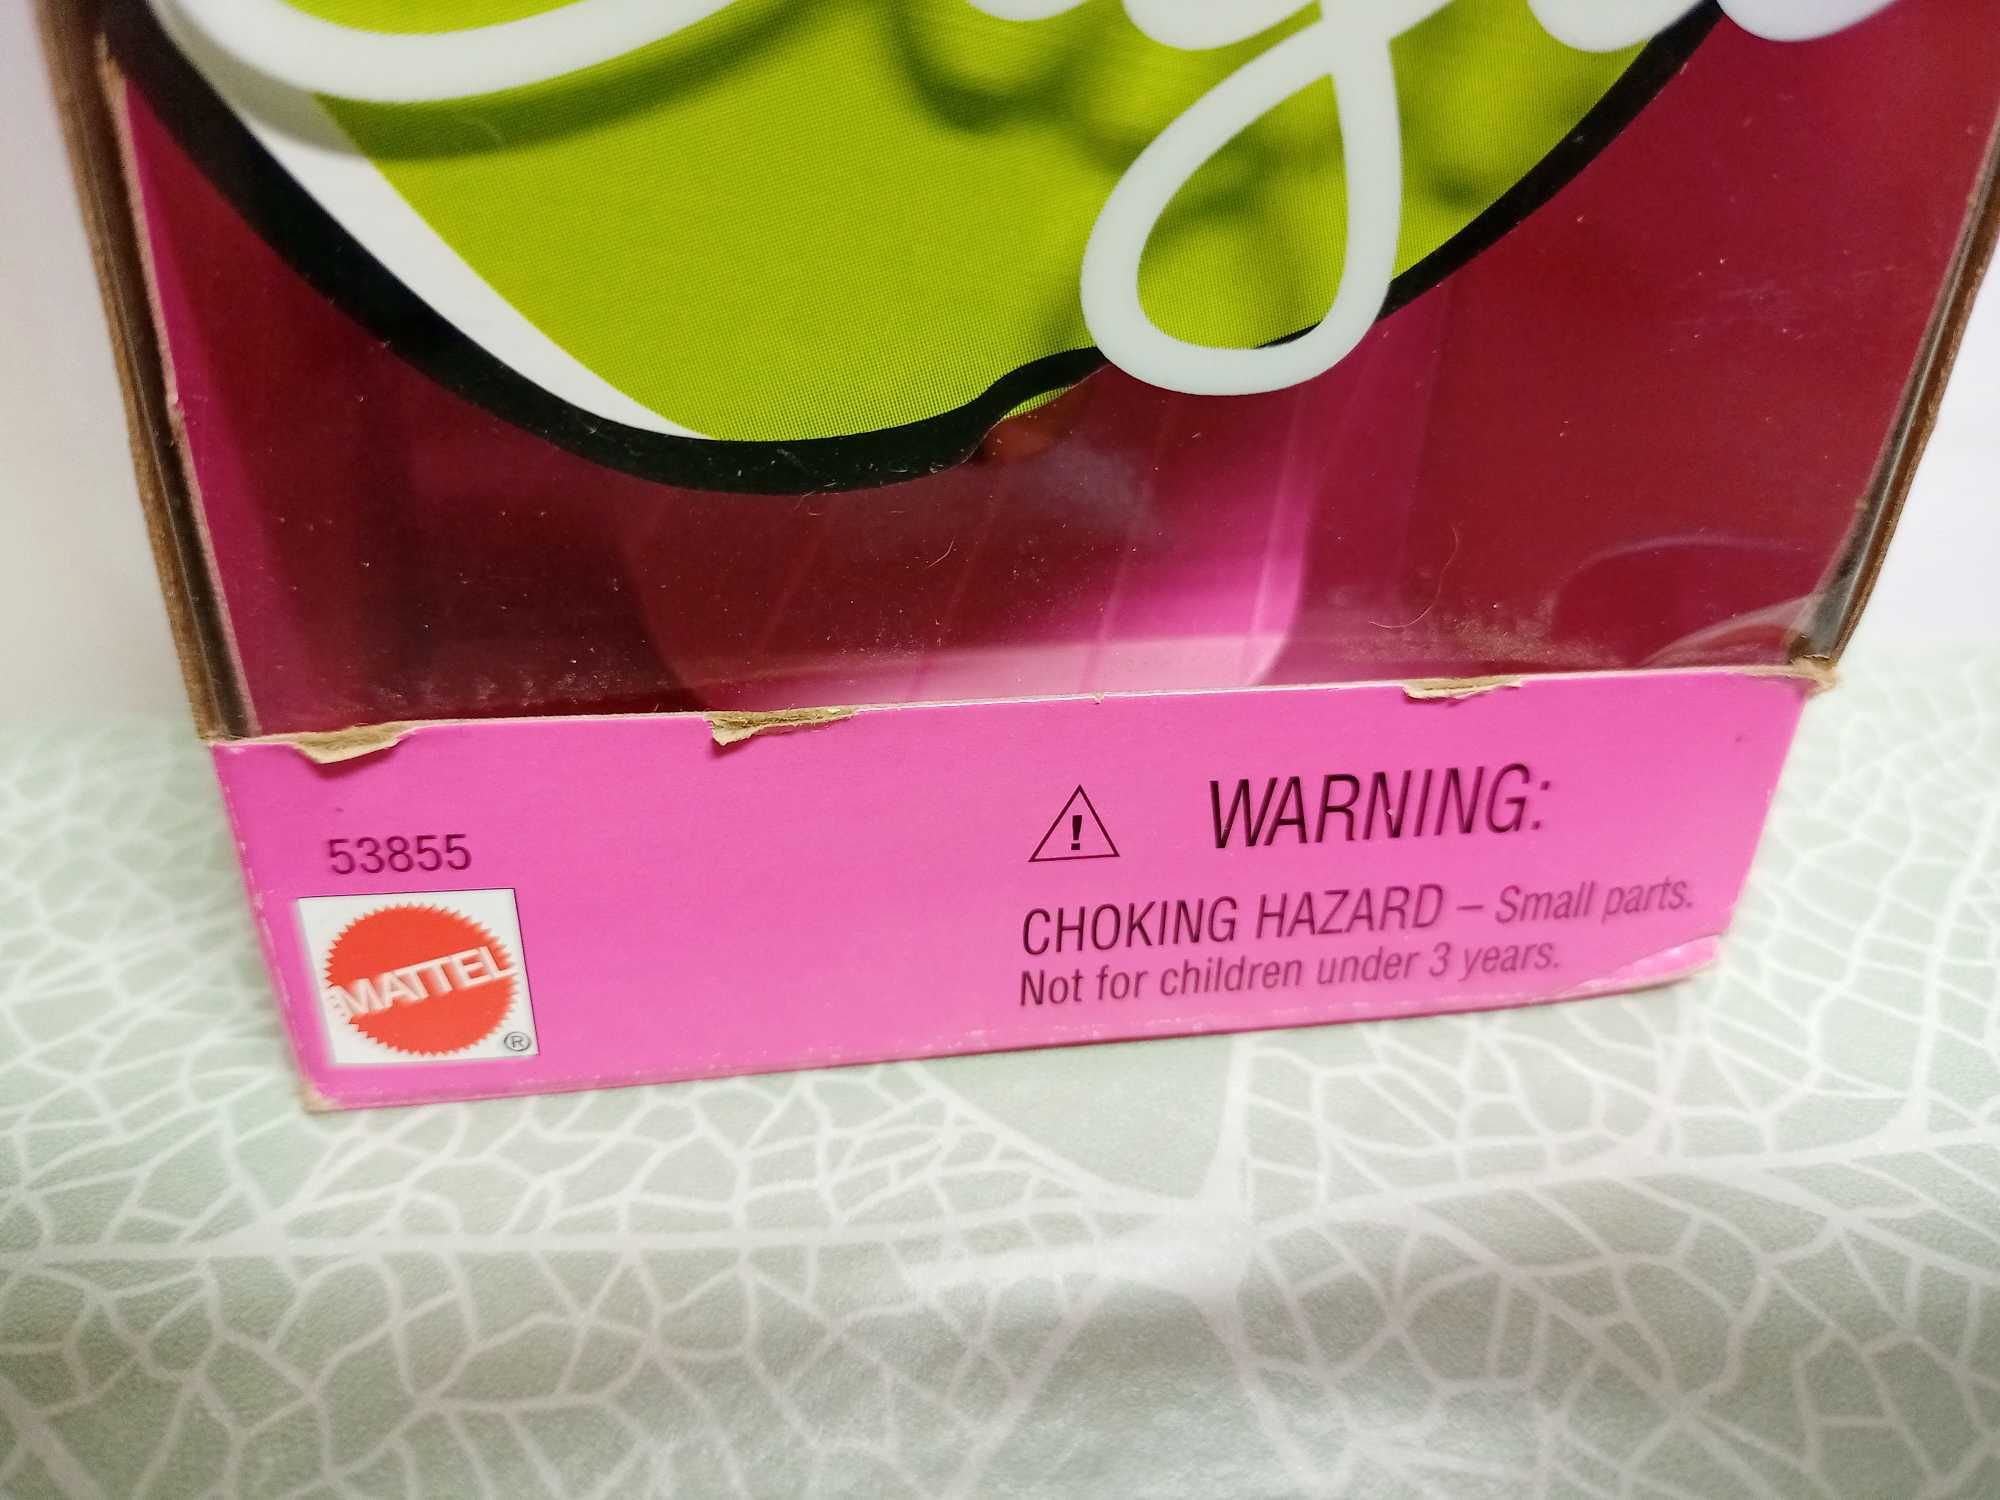 53855
MATTEL
®
WARNING:
CHOKING HAZARD – Small parts.
Not for children under 3 years.